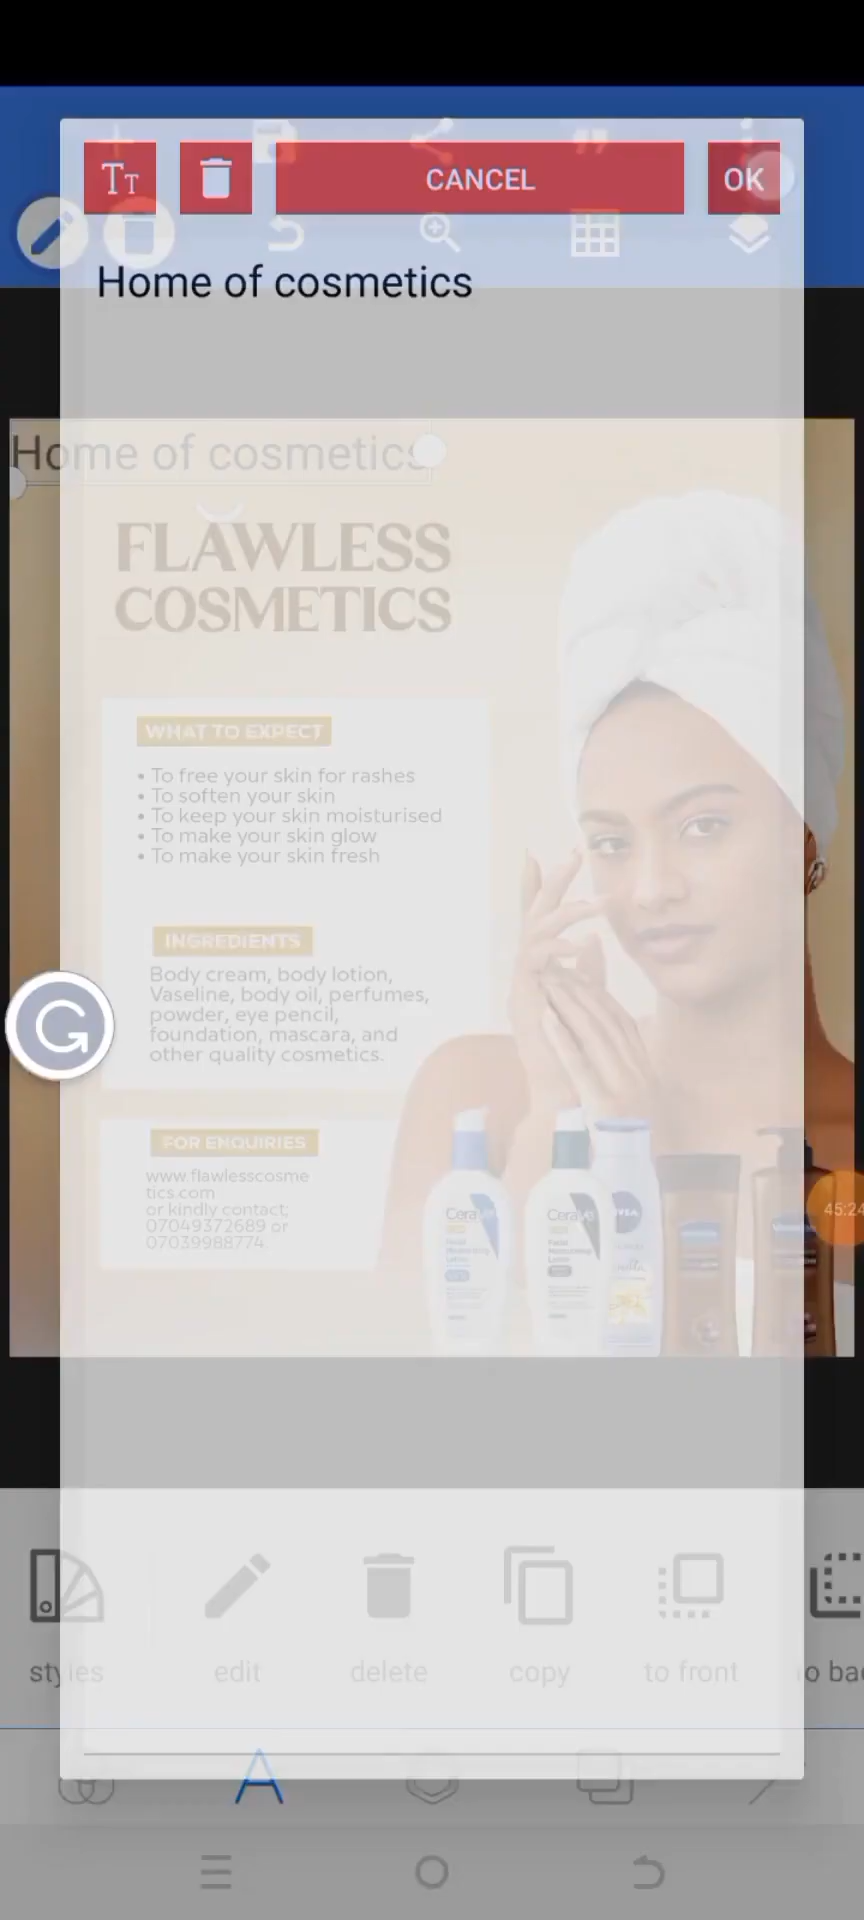 TT
CANCEL
OK
Home of cosmetics
Home of cosmetics
FLAWLESS
COSMETICS
WHAT TO EXPECT
• To free your skin for rashes
• To soften your skin
• To keep your skin moisturised
• To make your skin glow
• To make your skin fresh
INGREDIENTS
Body cream, body lotion,
Vaseline, body oil, perfumes,
powder, eye pencil,
foundation, mascara, and
other quality cosmetics.
FOR ENQUIRIES
www.flawlesscosme
tics.com
or kindly contact;
07049372689 or
07039988774.
45:24
styles
edit
delete
copy
to front